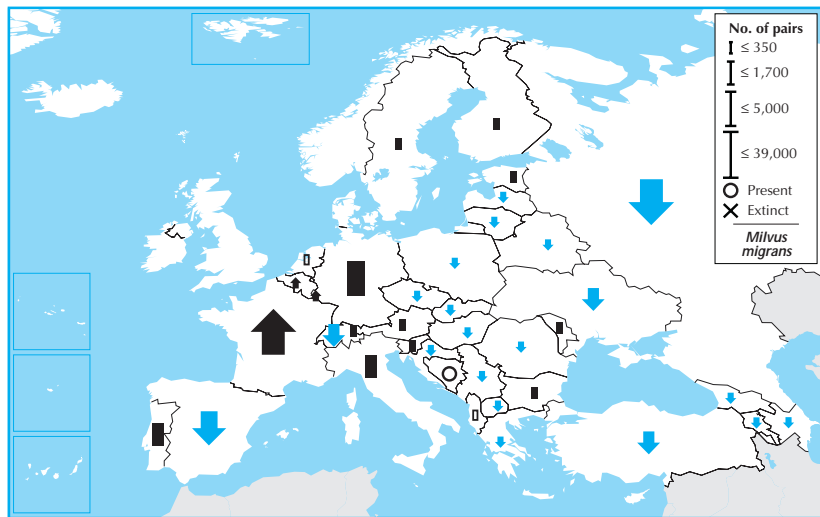 No. of pairs
≤ 350
≤ 1,700
≤ 5,000
≤ 39,000
Present
Extinct
Milvus
migrans